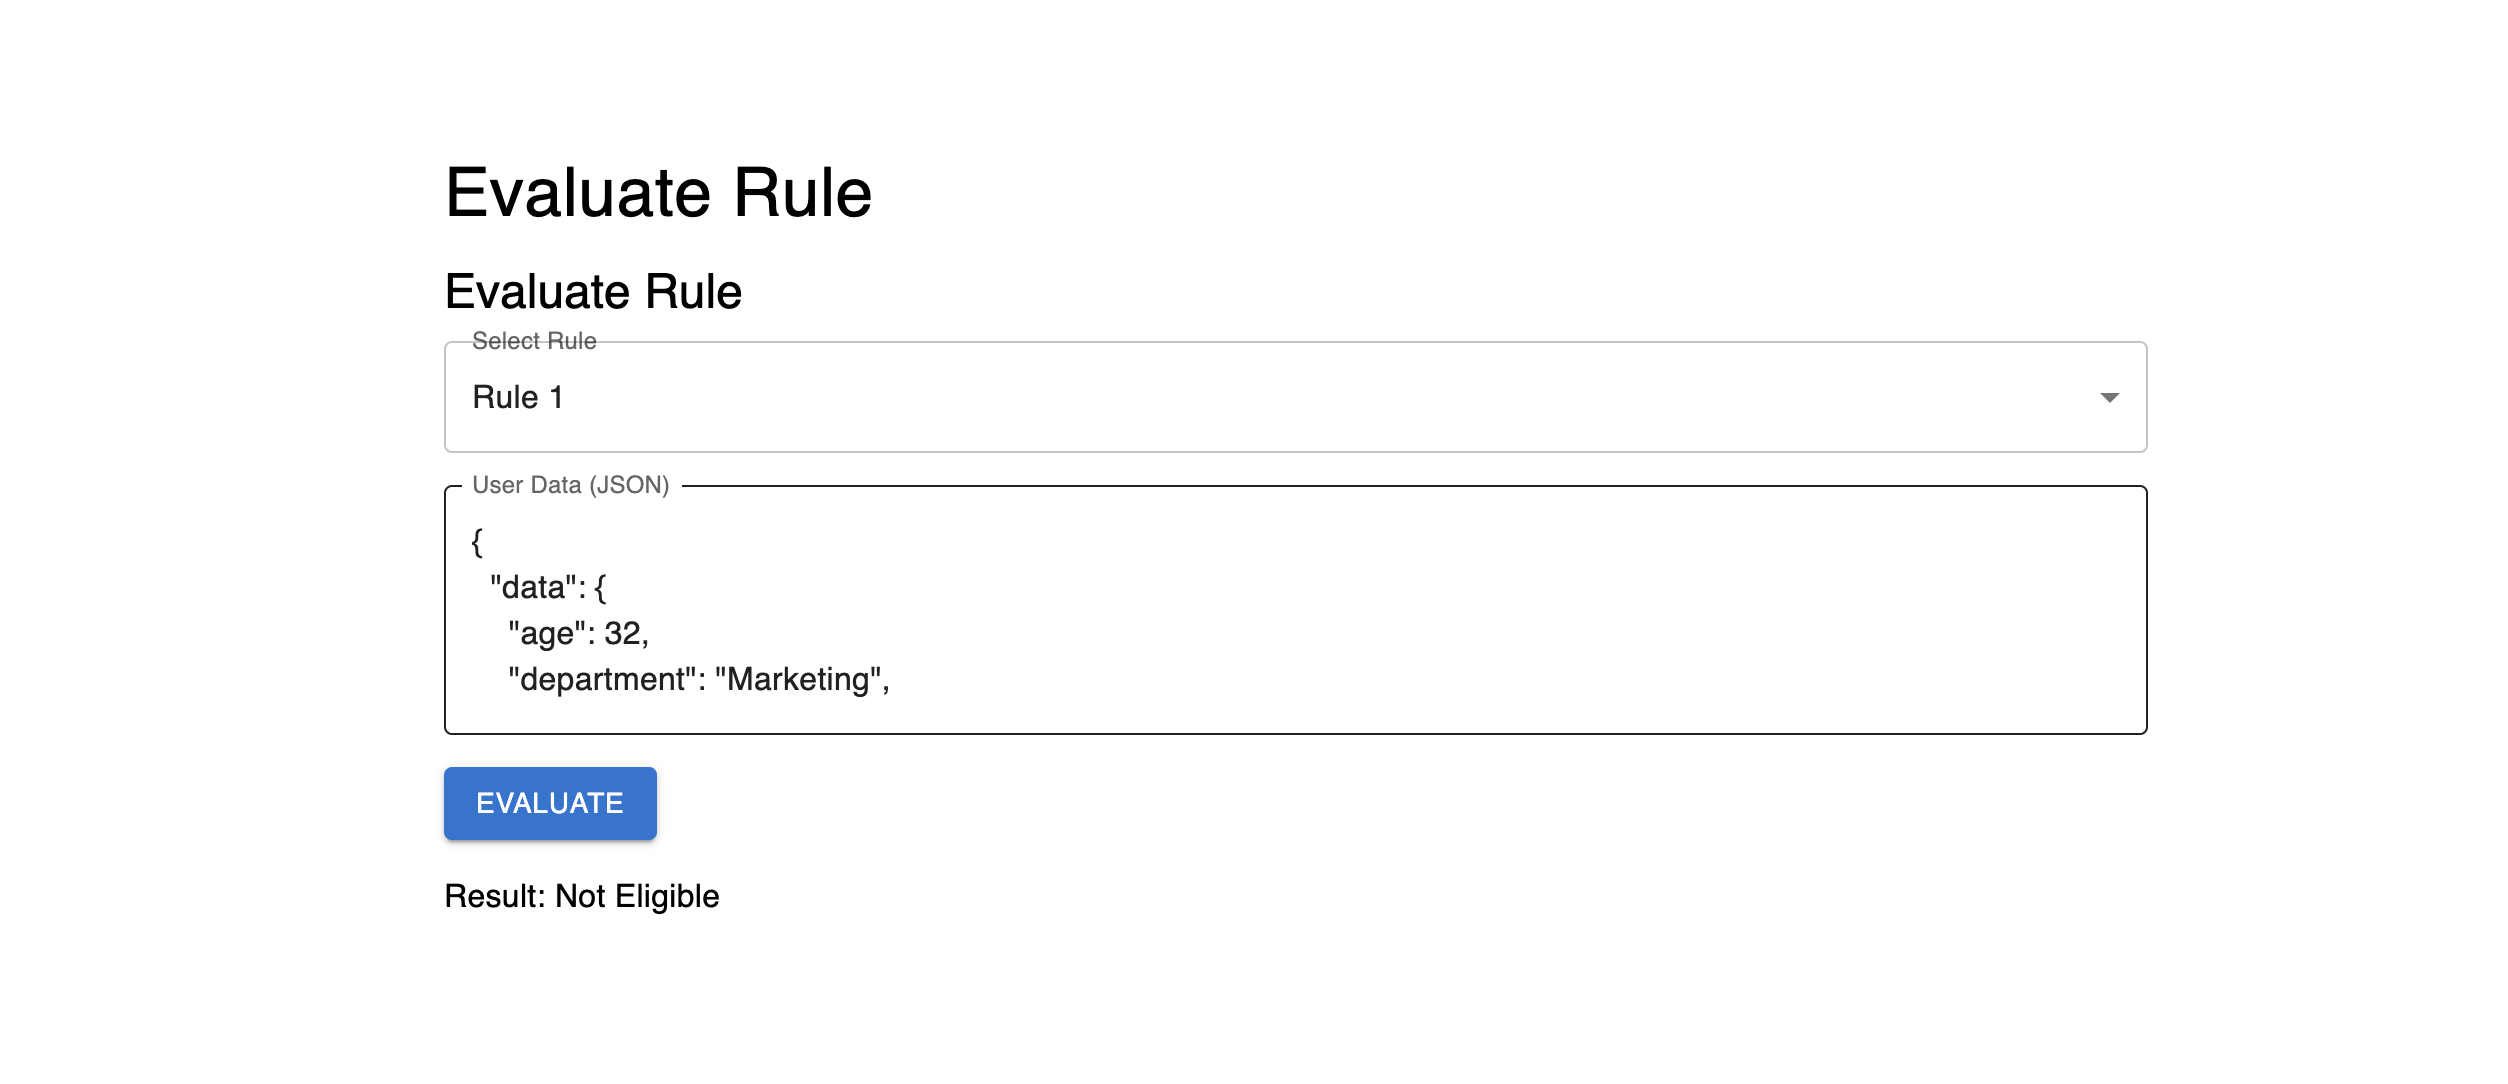 Evaluate Rule
Evaluate Rule
Select Rule
Rule 1
User Data (JSON)
{
  "data": {
    "age": 32,
    "department": "Marketing",
EVALUATE
Result: Not Eligible